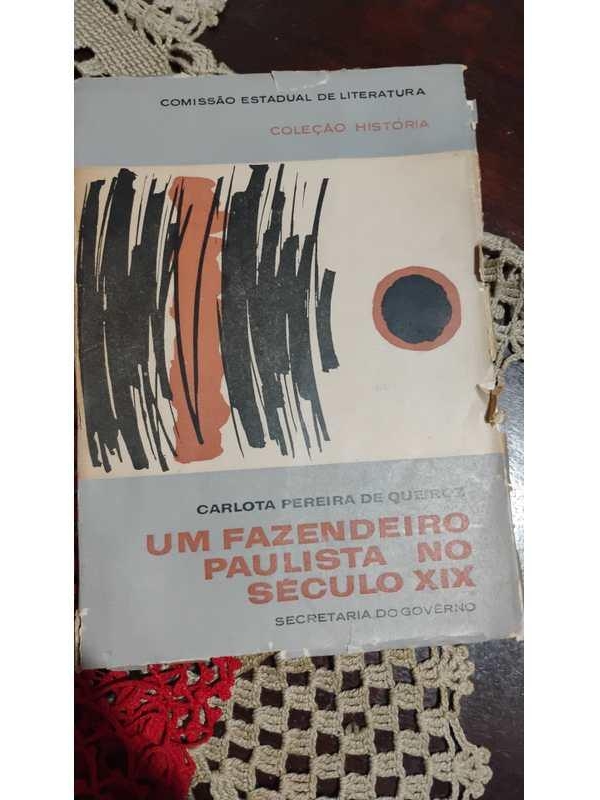 COMISSÃO ESTADUAL DE LITERATURA
COLEÇÃO HISTÓRIA
CARLOTA PEREIRA DE QUEIROZ
UM FAZENDEIRO
PAULISTA NO
SÉCULO XIX
SECRETARIA DO GOVÊRNO